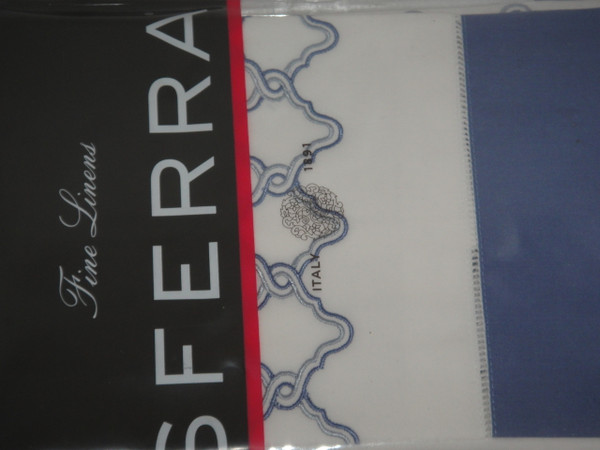 SFERRA
Fine Linens
1891
ITALY